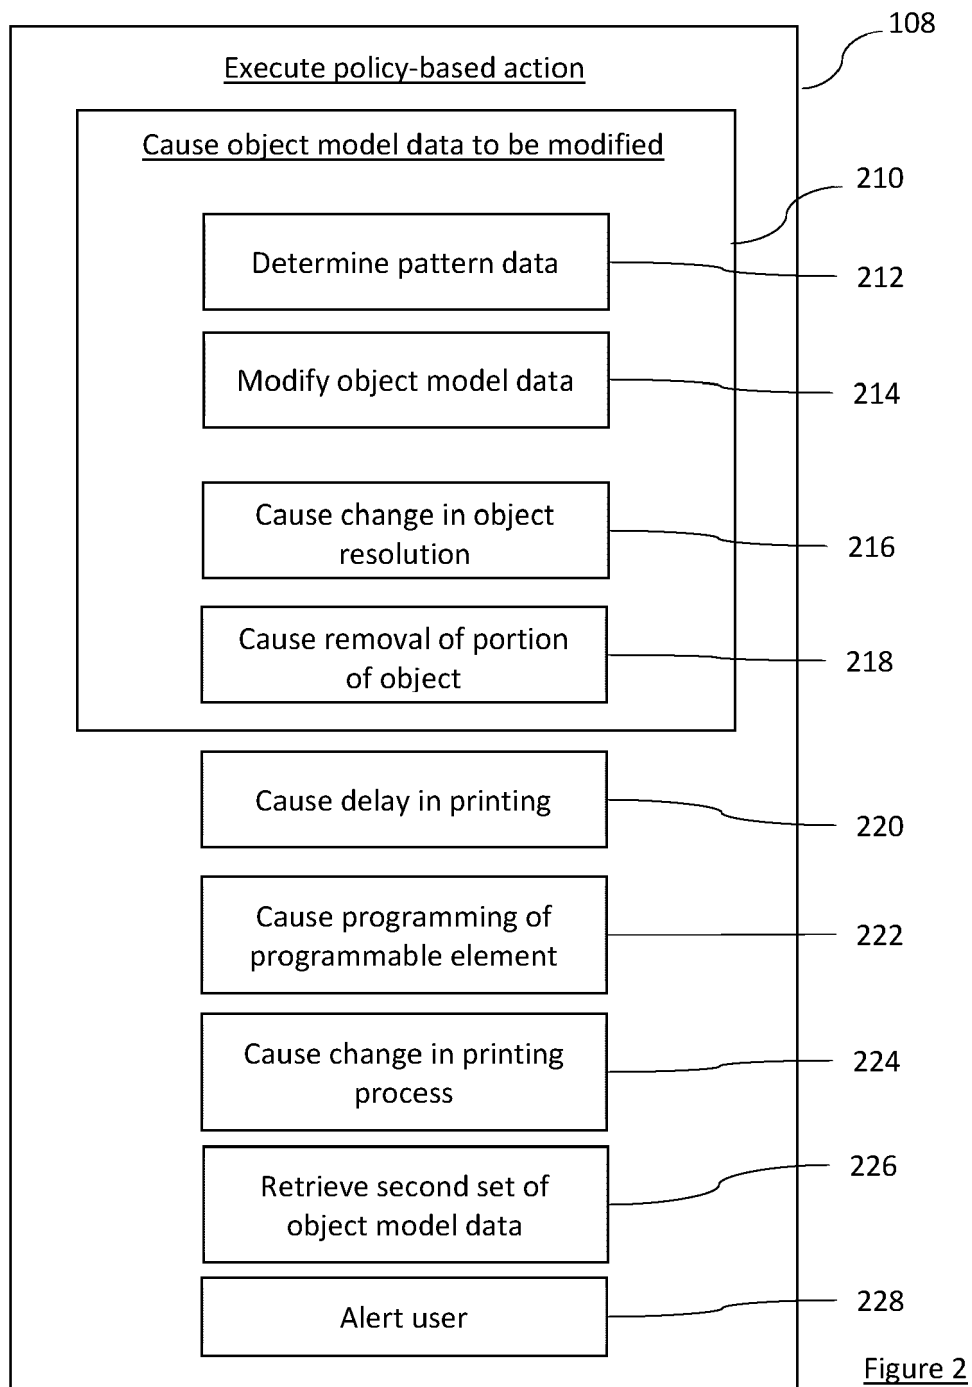 108
Execute policy-based action
Cause object model data to be modified
210
Determine pattern data
212
Modify object model data
214
Cause change in object
resolution
216
Cause removal of portion
of object
218
Cause delay in printing
220
Cause programming of
programmable element
222
Cause change in printing
process
224
Retrieve second set of
object model data
226
Alert user
228
Figure 2